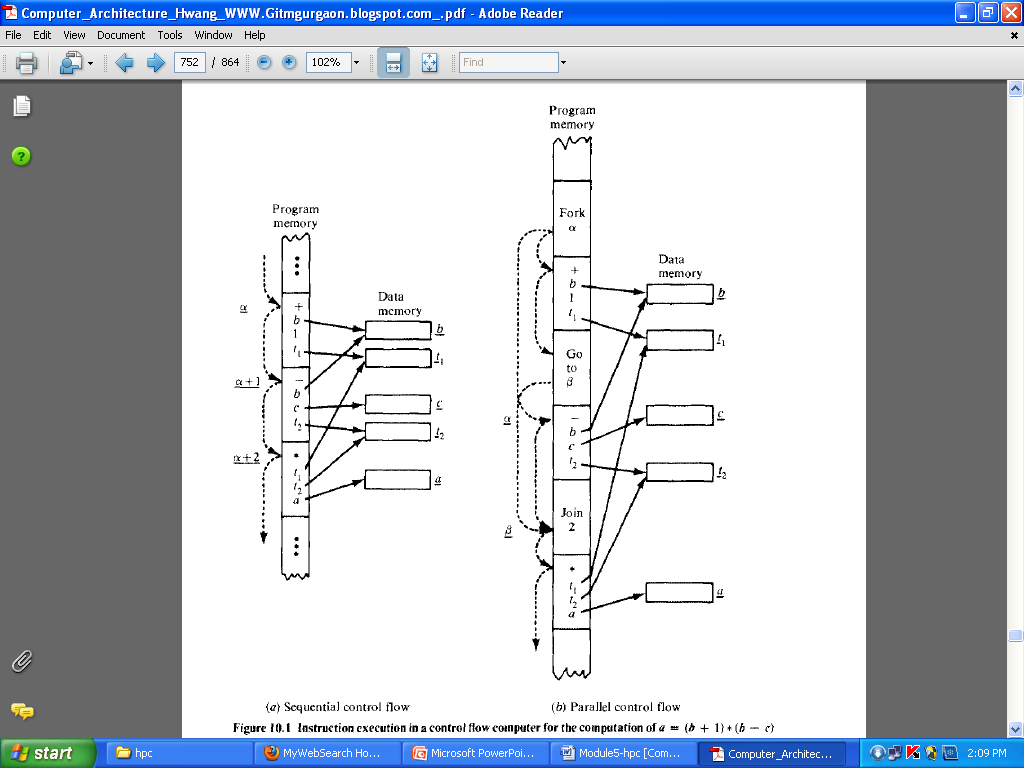 Computer_Architecture_Hwang_WWW.Gitmgurgaon.blogspot.com_.pdf - Adobe Reader
File Edit View Document Tools Window Help
752 / 864 102% Find
Program
memory
α
+
b
1
t1
α+1
−
b
c
t2
α+2
*
t1
t2
a
Data
memory
b
t1
c
t2
a
(a) Sequential control flow
Program
memory
Fork
α
+
b
1
t1
Go
to
β
α
−
b
c
t2
β
Join
2
*
t1
t2
a
Data
memory
b
t1
c
t2
a
(b) Parallel control flow
Figure 10.1 Instruction execution in a control flow computer for the computation of a = (b + 1) * (b − c)
start hpc MyWebSearch Ho... Microsoft PowerPoi... Module5-hpc [Com... Computer_Architec... 2:09 PM